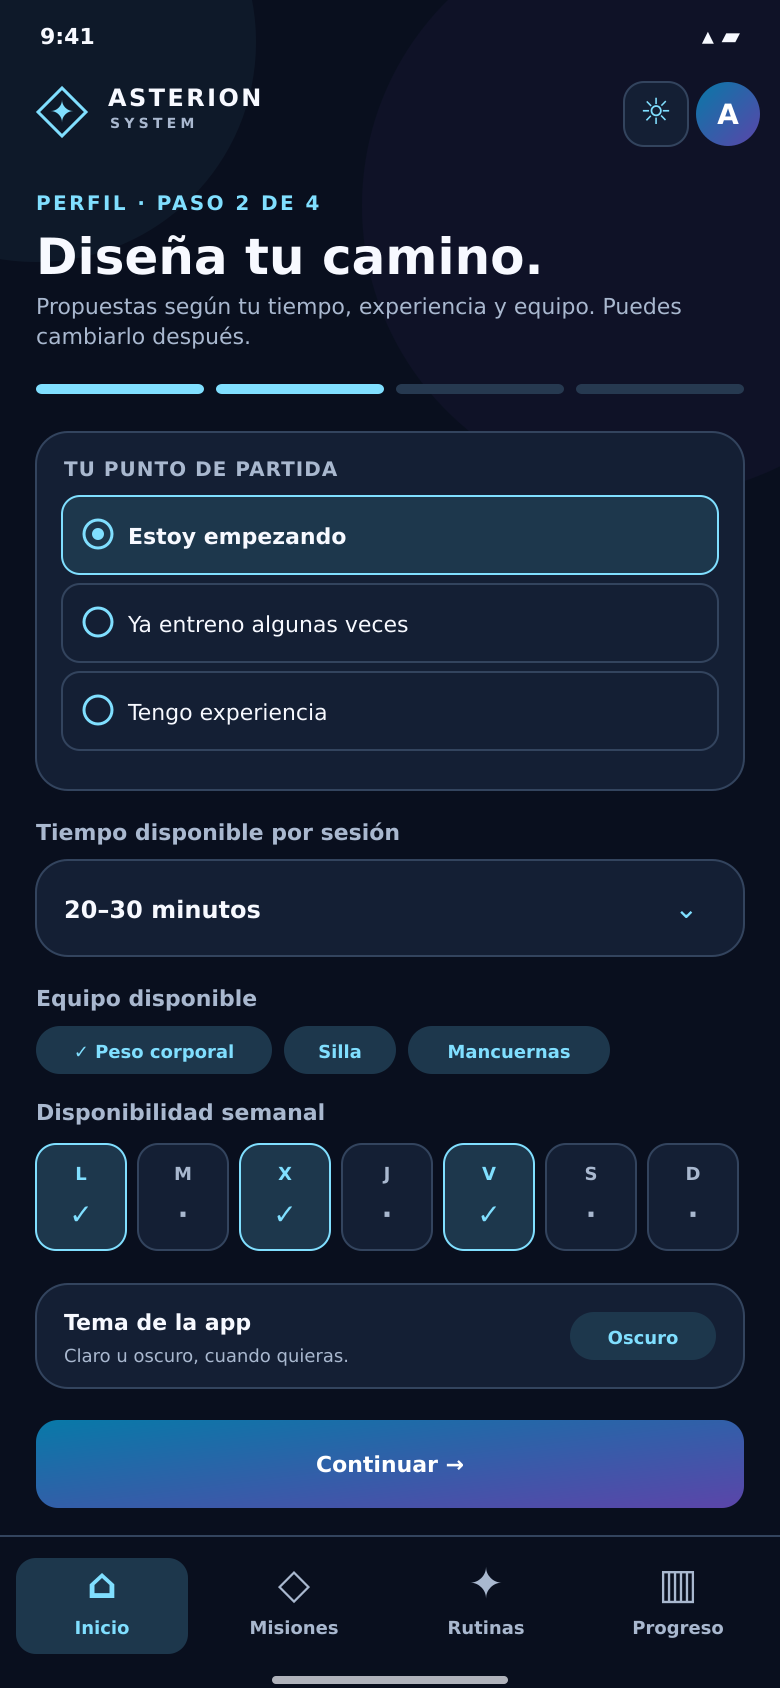 9:41
ASTERION
SYSTEM
A
PERFIL · PASO 2 DE 4
Diseña tu camino.
Propuestas según tu tiempo, experiencia y equipo. Puedes
cambiarlo después.
TU PUNTO DE PARTIDA
Estoy empezando
Ya entreno algunas veces
Tengo experiencia
Tiempo disponible por sesión
20–30 minutos
Equipo disponible
✓ Peso corporal Silla Mancuernas
Disponibilidad semanal
L M X J V S D
✓ · ✓ · ✓ · ·
Tema de la app
Claro u oscuro, cuando quieras.
Oscuro
Continuar →
Inicio Misiones Rutinas Progreso